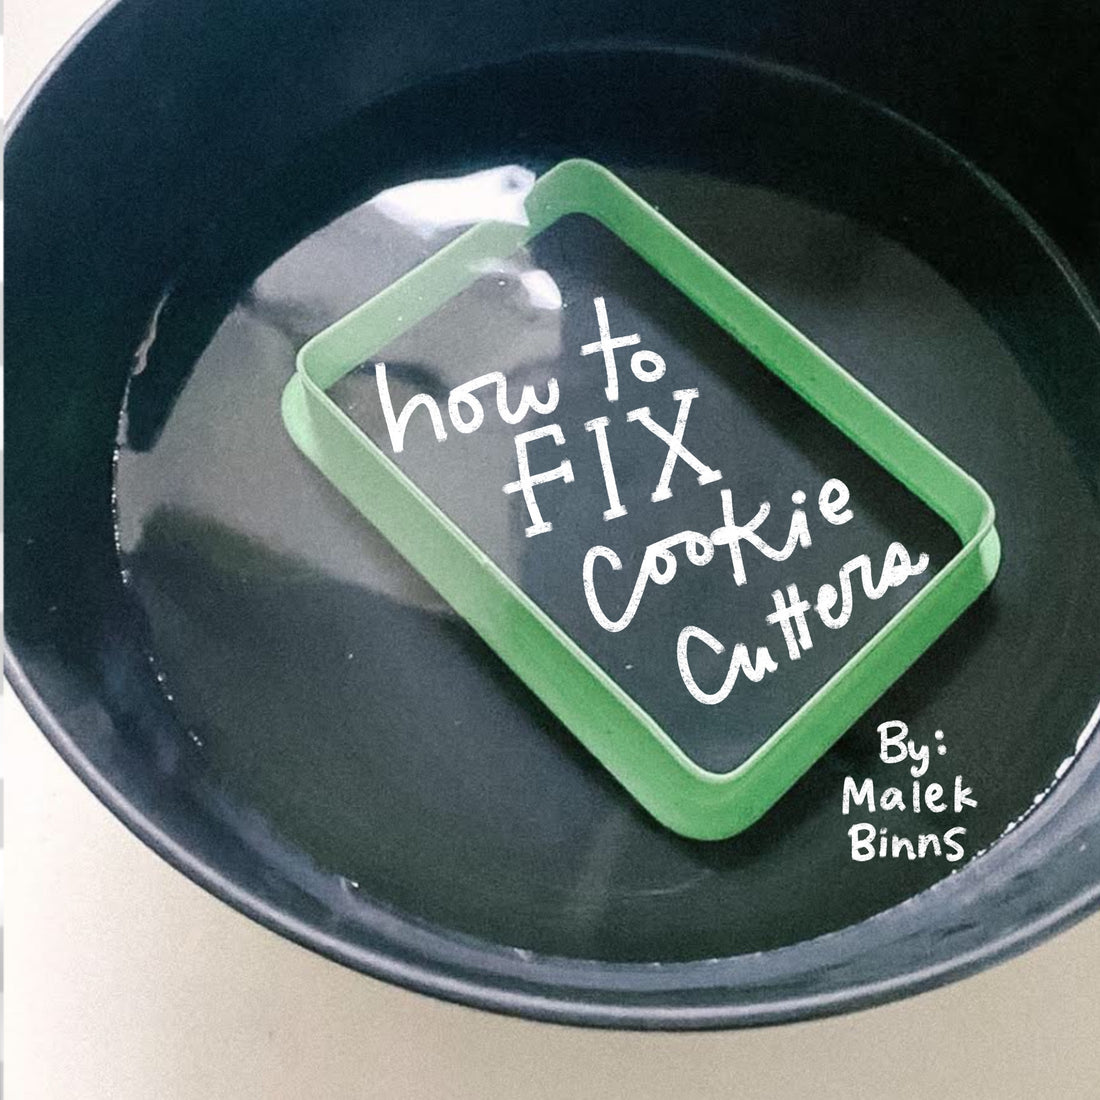 how to
FIX
cookie
cutters
By:
Malek
Binns